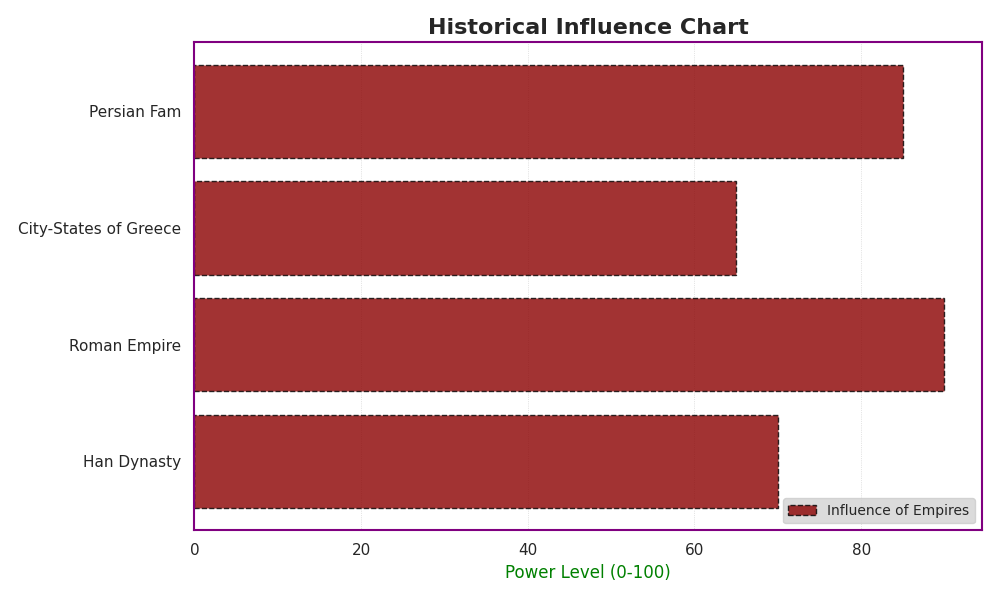 Historical Influence Chart
Persian Fam
City-States of Greece
Roman Empire
Han Dynasty
Influence of Empires
0 20 40 60 80
Power Level (0-100)